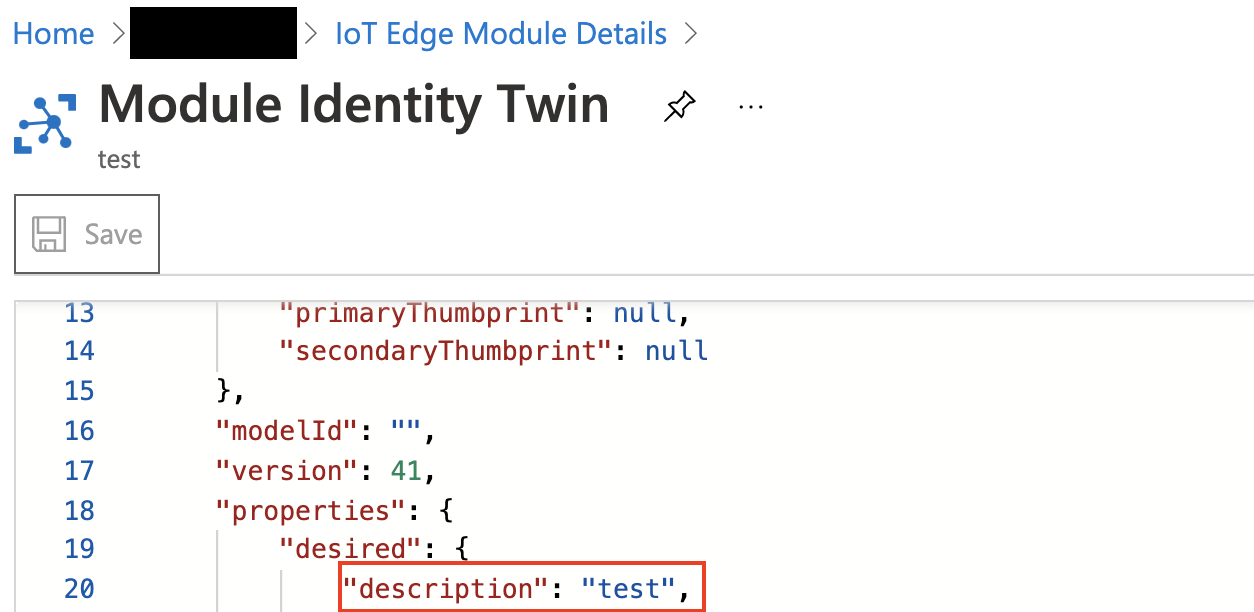 Home > > IoT Edge Module Details >
Module Identity Twin ...
test
Save
13 "primaryThumbprint": null,
14 "secondaryThumbprint": null
15 },
16 "modelId": "",
17 "version": 41,
18 "properties": {
19 "desired": {
20 "description": "test",